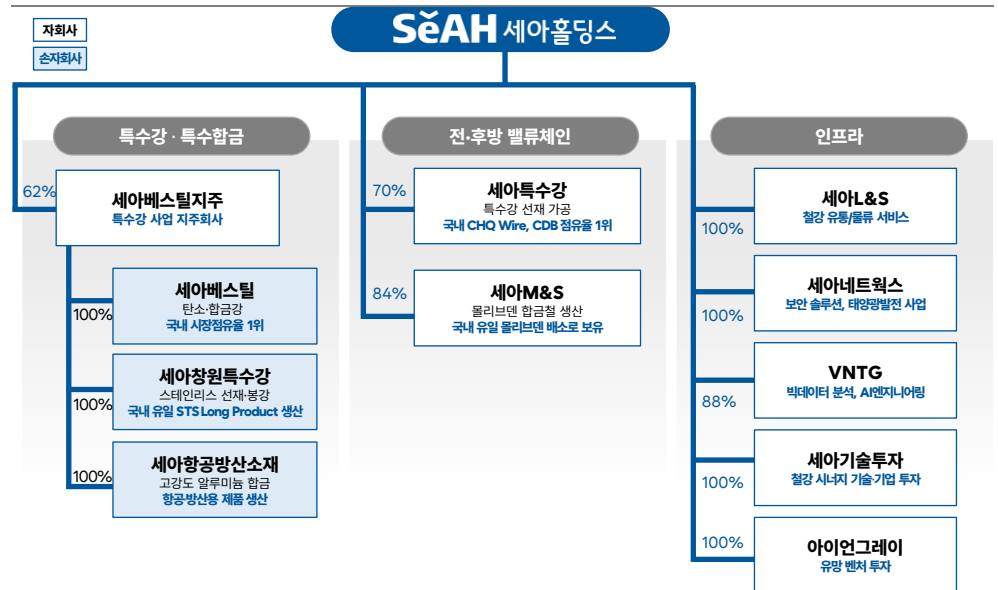 자회사
손자회사
SěAH 세아홀딩스
특수강 · 특수합금
62%
세아베스틸지주
특수강 사업 지주회사
100%
세아베스틸
탄소·합금강
국내 시장점유율 1위
100%
세아창원특수강
스테인리스 선재·봉강
국내 유일 STS Long Product 생산
100%
세아항공방산소재
고강도 알루미늄 합금
항공·방산용 제품 생산
전·후방 밸류체인
70%
세아특수강
특수강 선재 가공
국내 CHQ Wire, CDB 점유율 1위
84%
세아M&S
몰리브덴 합금철 생산
국내 유일 몰리브덴 배소로 보유
인프라
100%
세아L&S
철강 유통/물류 서비스
100%
세아네트웍스
보안 솔루션, 태양광발전 사업
88%
VNTG
빅데이터 분석, AI엔지니어링
100%
세아기술투자
철강 시너지 기술·기업 투자
100%
아이언그레이
유망 벤처 투자